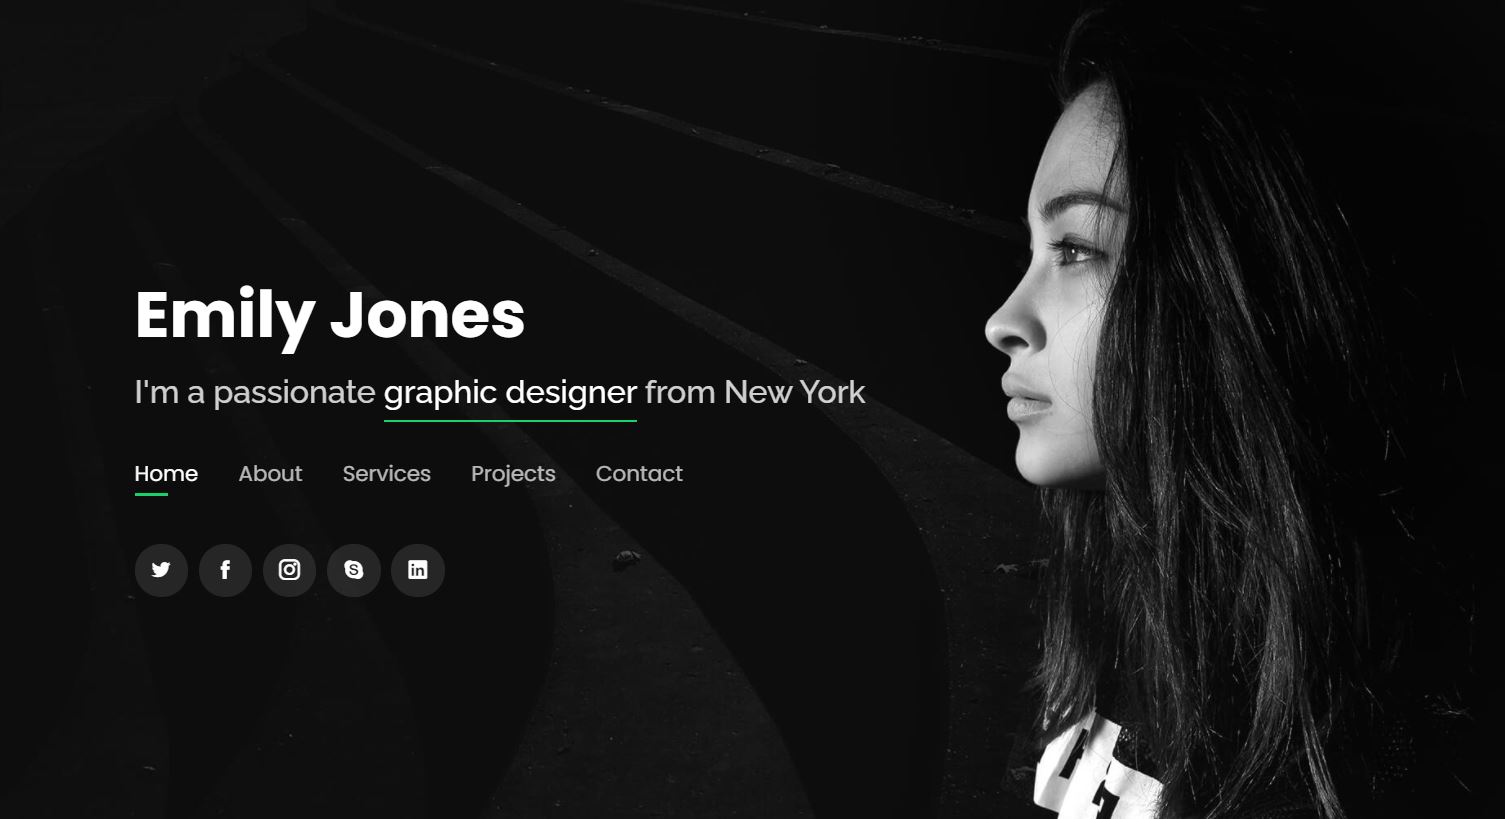 Emily Jones
I'm a passionate graphic designer from New York
Home About Services Projects Contact